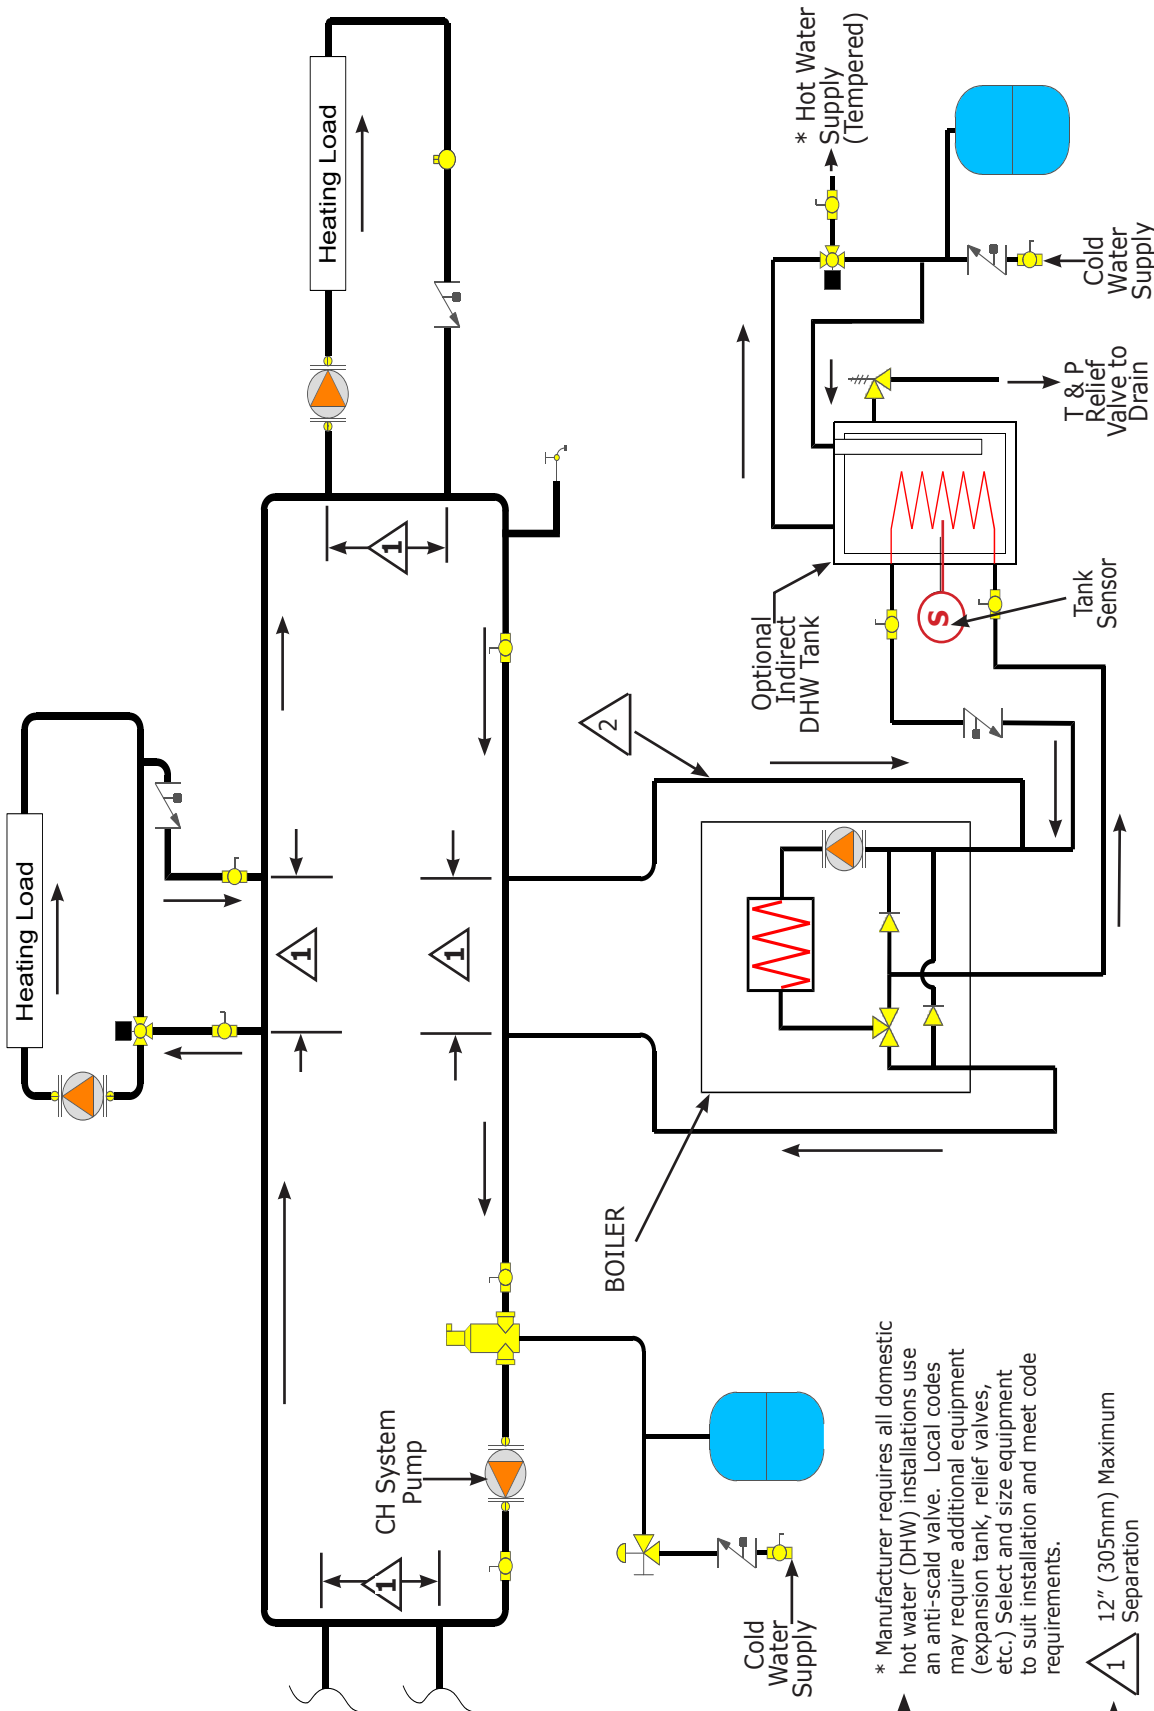 Heating Load
Heating Load
* Hot Water
Supply
(Tempered)
Cold
Water
Supply
T & P
Relief
Valve to
Drain
Tank
Sensor
S
Optional
Indirect
DHW Tank
2
1
1
1
1
BOILER
CH System
Pump
Cold
Water
Supply
* Manufacturer requires all domestic
hot water (DHW) installations use
an anti-scald valve. Local codes
may require additional equipment
(expansion tank, relief valves,
etc.) Select and size equipment
to suit installation and meet code
requirements.
1
12" (305mm) Maximum
Separation